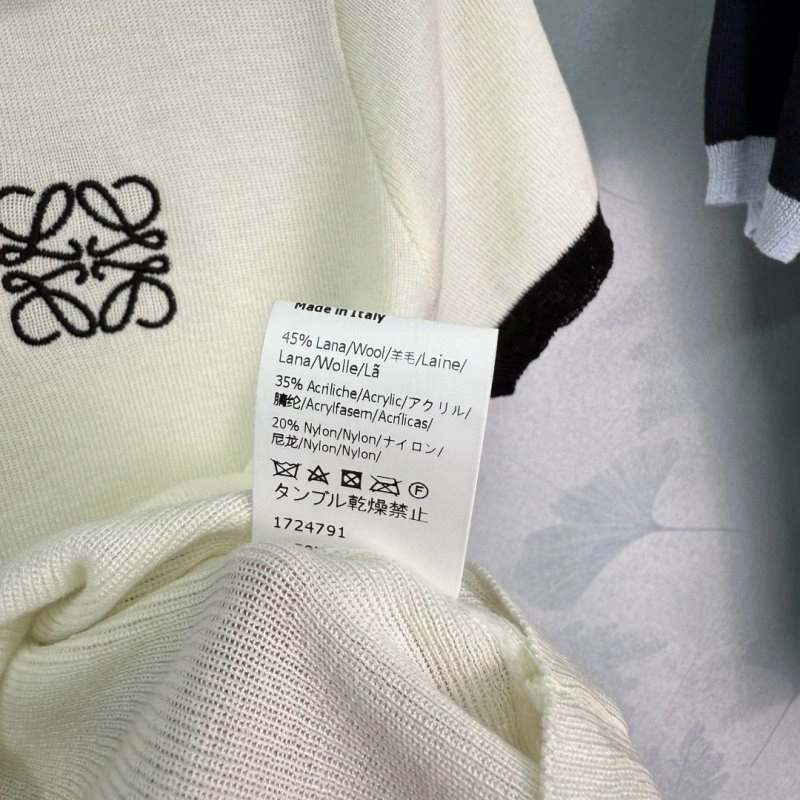 Made in Italy
45% Lana/Wool/羊毛/Laine/
Lana/Wolle/Lã
35% Acriliche/Acrylic/アクリル/
腈纶/Acrylfasern/Acrílicas/
20% Nylon/Nylon/ナイロン/
尼龙/Nylon/Nylon/
F
タンブル乾燥禁止
1724791